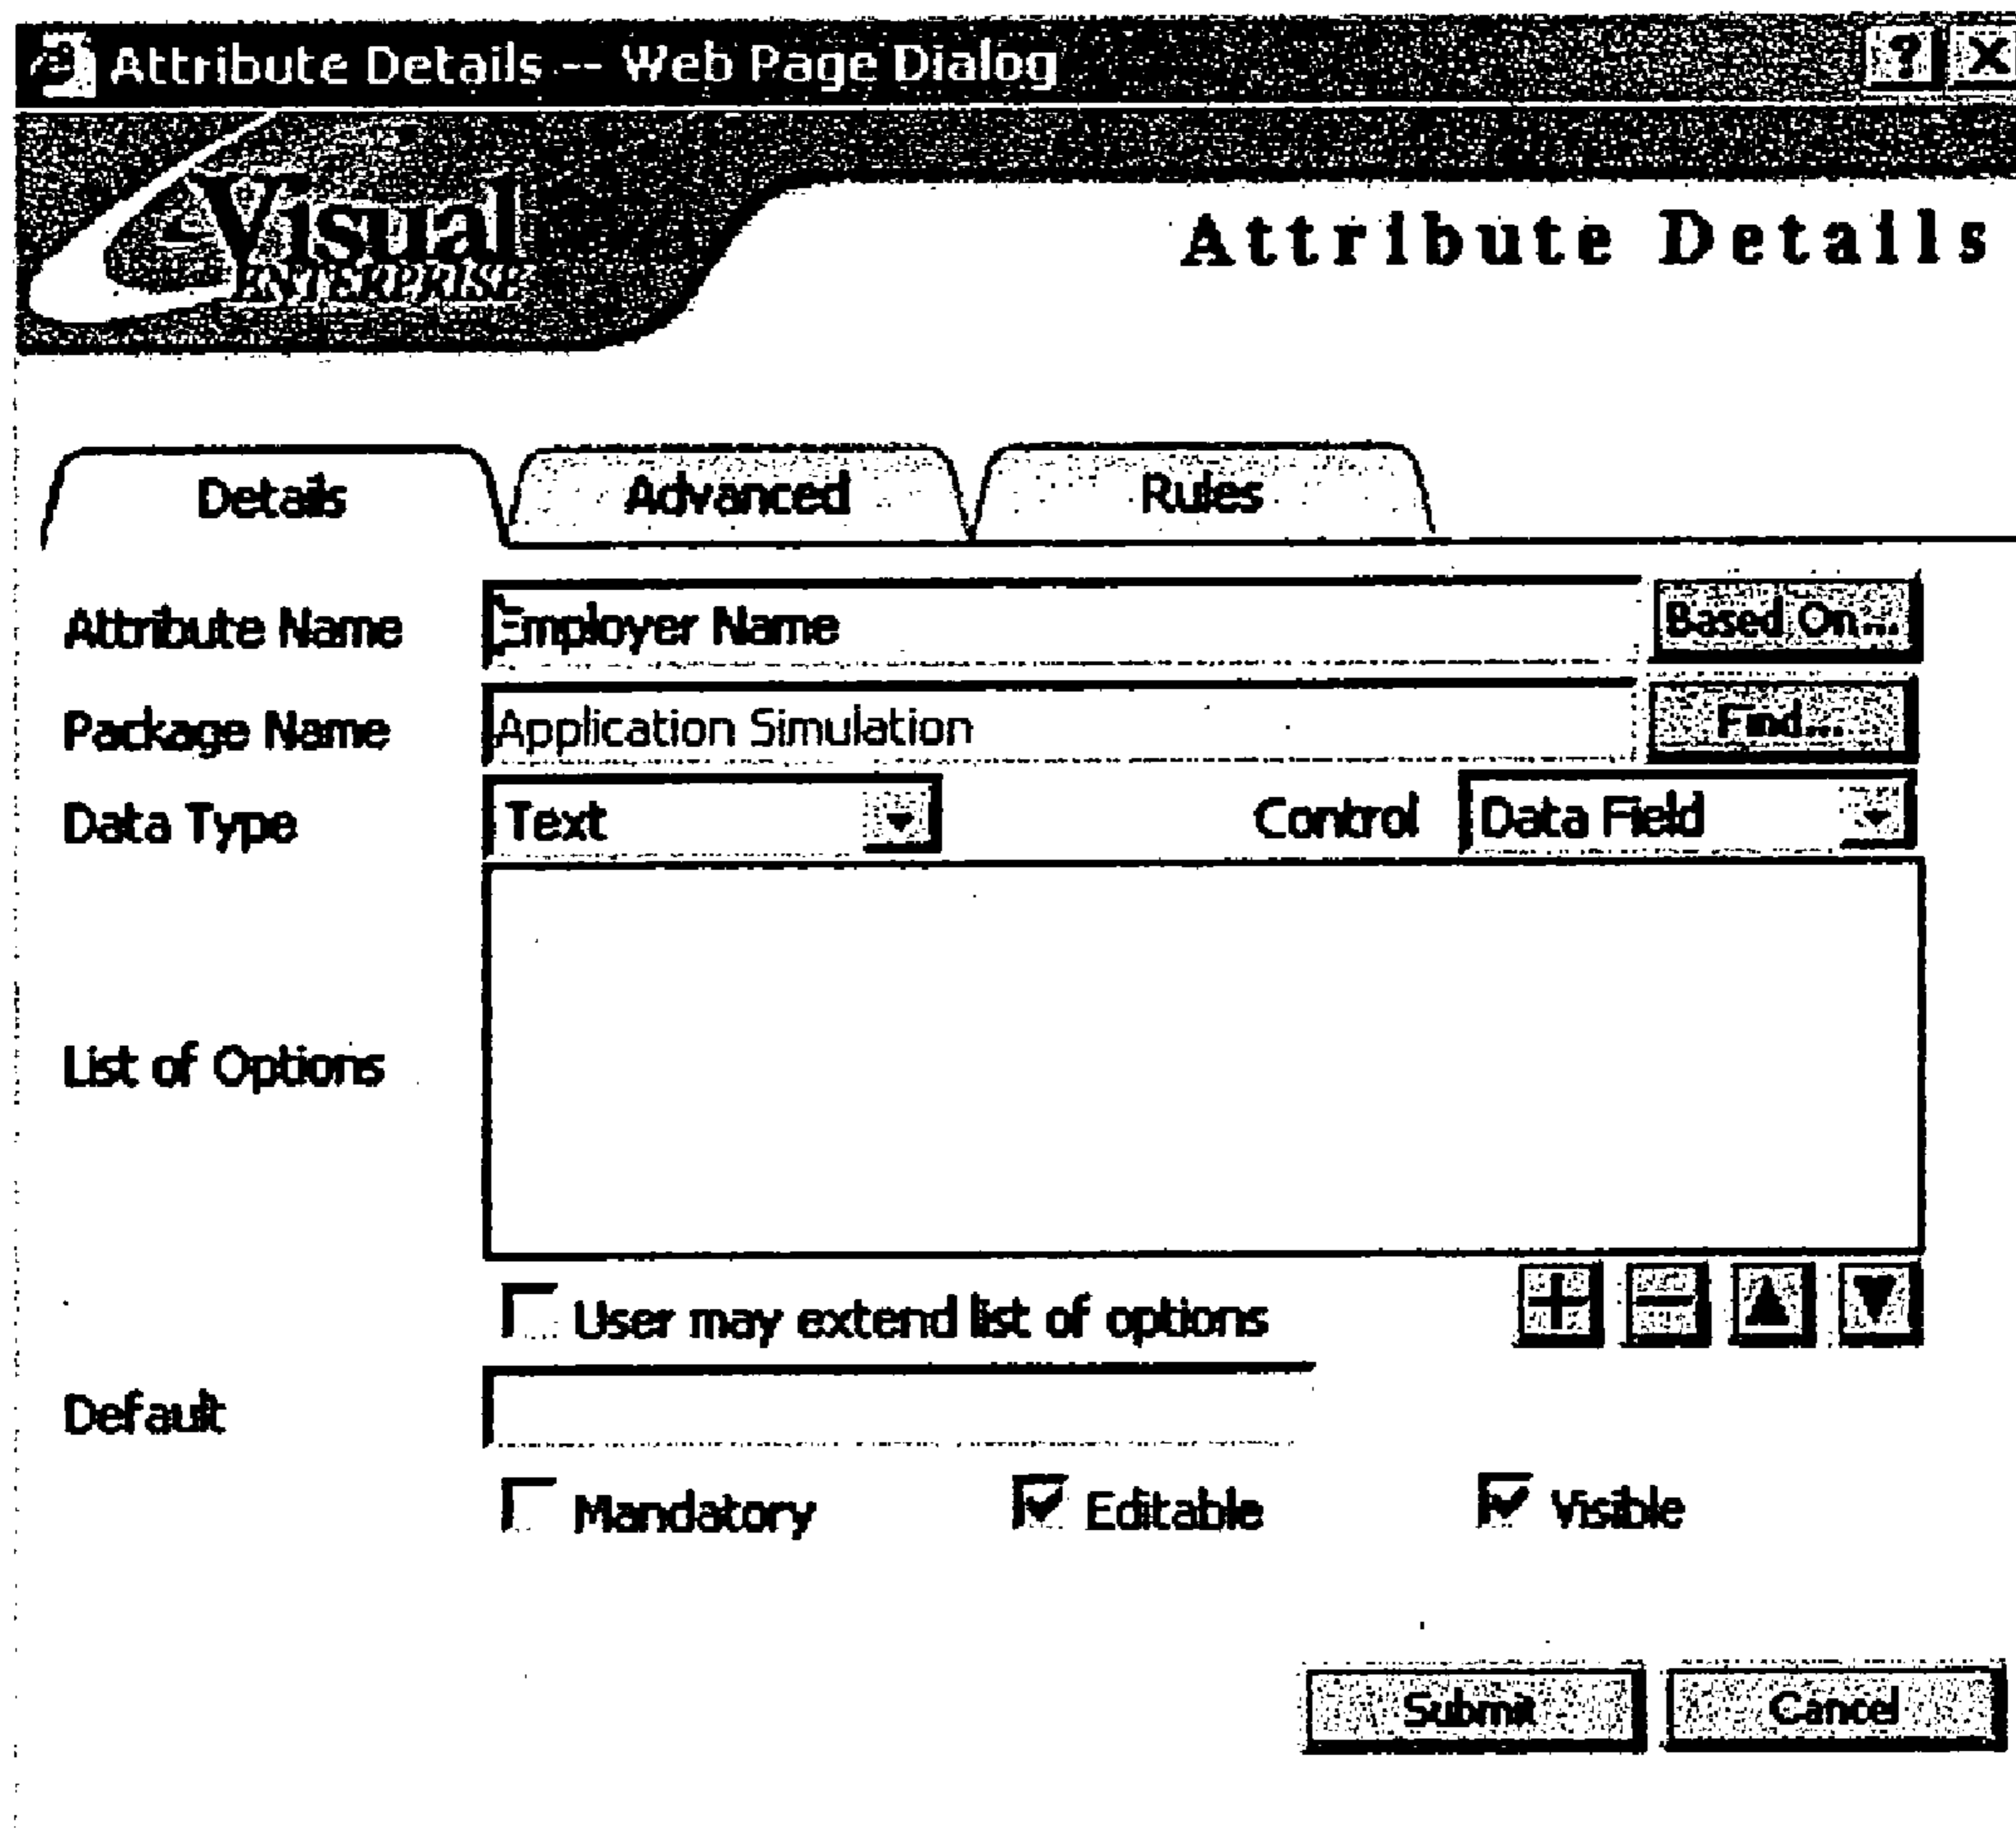 Attribute Details -- Web Page Dialog
Visual
ENTERPRISE
Attribute Details
Details Advanced Rules
Attribute Name Employer Name Based On...
Package Name Application Simulation Find...
Data Type Text Control Data Field
List of Options
User may extend list of options
Default
Mandatory Editable Visible
Submit Cancel